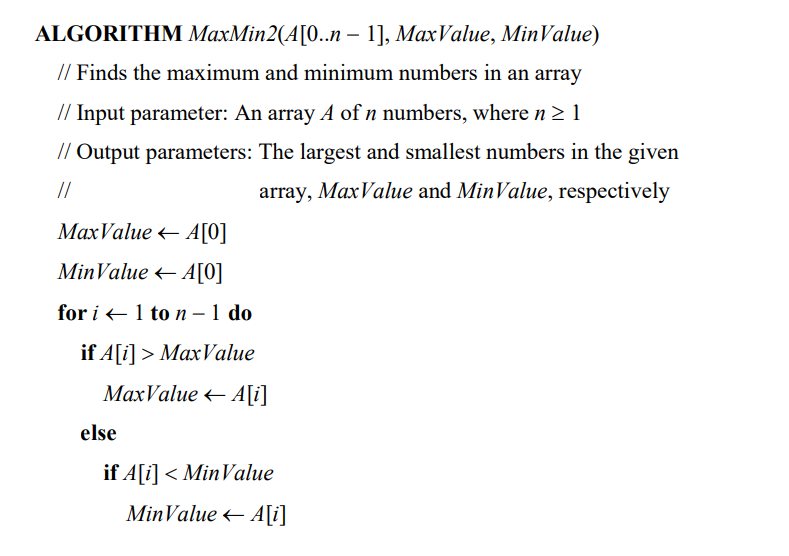 ALGORITHM MaxMin2(A[0..n – 1], MaxValue, MinValue)
// Finds the maximum and minimum numbers in an array
// Input parameter: An array A of n numbers, where n ≥ 1
// Output parameters: The largest and smallest numbers in the given
// array, MaxValue and MinValue, respectively
MaxValue ← A[0]
MinValue ← A[0]
for i ← 1 to n – 1 do
if A[i] > MaxValue
MaxValue ← A[i]
else
if A[i] < MinValue
MinValue ← A[i]